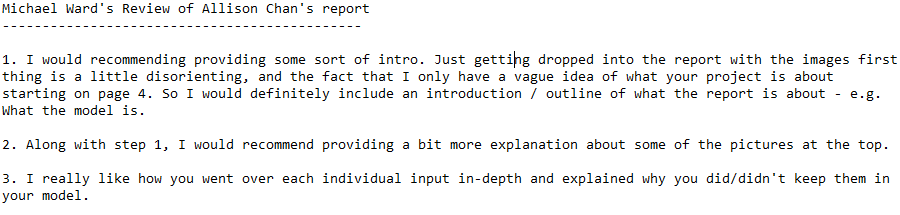 Michael Ward's Review of Allison Chan's report
---------------------------------------------
1. I would recommending providing some sort of intro. Just getting dropped into the report with the images first
thing is a little disorienting, and the fact that I only have a vague idea of what your project is about
starting on page 4. So I would definitely include an introduction / outline of what the report is about - e.g.
What the model is.
2. Along with step 1, I would recommend providing a bit more explanation about some of the pictures at the top.
3. I really like how you went over each individual input in-depth and explained why you did/didn't keep them in
your model.